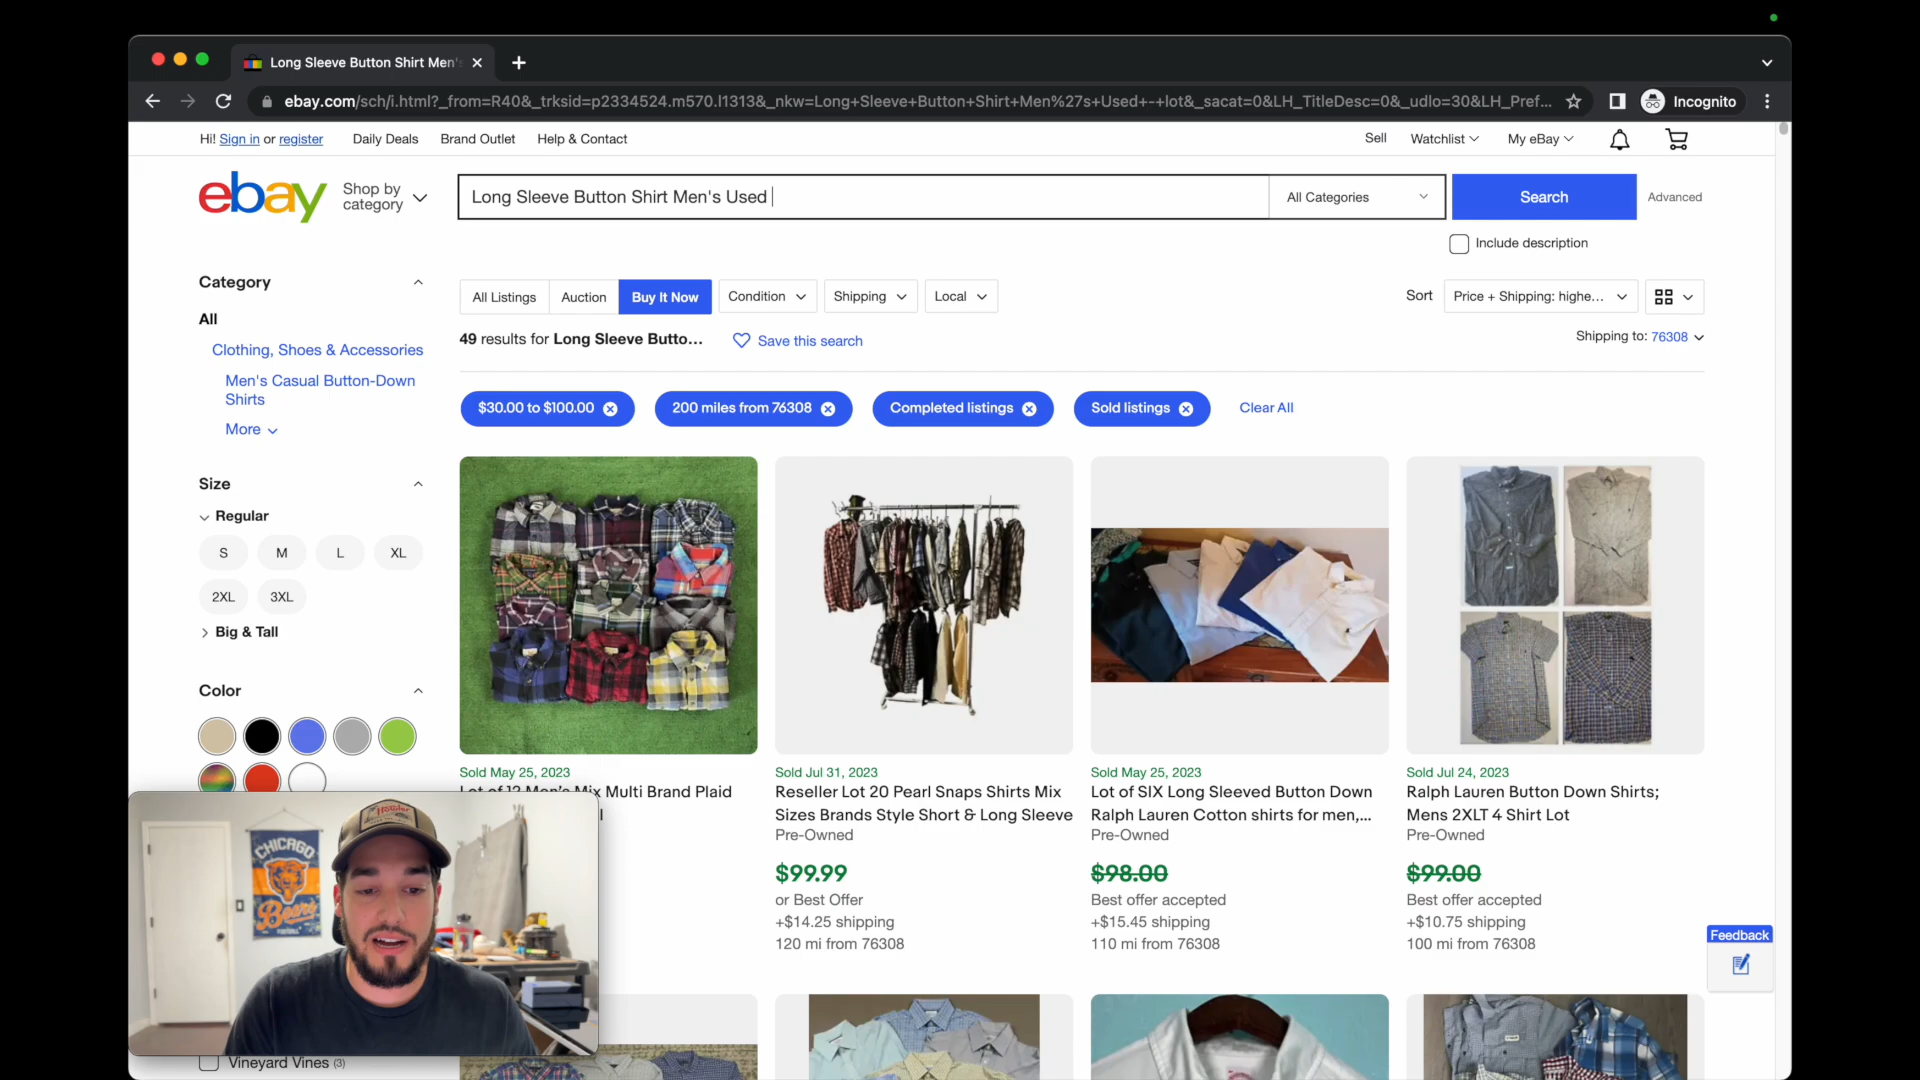 Long Sleeve Button Shirt Men's
ebay.com/sch/i.html?_from=R40&_trksid=p2334524.m570.l1313&_nkw=Long+Sleeve+Button+Shirt+Men%27s+Used+-+lot&_sacat=0&LH_TitleDesc=0&_udlo=30&LH_Pref...
Incognito
Hi! Sign in or register
Daily Deals
Brand Outlet
Help & Contact
Sell
Watchlist
My eBay
ebay
Shop by
category
Long Sleeve Button Shirt Men's Used
All Categories
Search
Advanced
Include description
Category
All
Clothing, Shoes & Accessories
Men's Casual Button-Down
Shirts
More
Size
Regular
S M L XL
2XL 3XL
Big & Tall
Color
All Listings
Auction
Buy It Now
Condition
Shipping
Local
Sort
Price + Shipping: highe...
49 results for Long Sleeve Butto...
Save this search
Shipping to: 76308
$30.00 to $100.00
200 miles from 76308
Completed listings
Sold listings
Clear All
Sold May 25, 2023
Lot of 12 Men's Mix Multi Brand Plaid
Sold Jul 31, 2023
Reseller Lot 20 Pearl Snaps Shirts Mix
Sizes Brands Style Short & Long Sleeve
Pre-Owned
$99.99
or Best Offer
+$14.25 shipping
120 mi from 76308
Sold May 25, 2023
Lot of SIX Long Sleeved Button Down
Ralph Lauren Cotton shirts for men,...
Pre-Owned
$98.00
Best offer accepted
+$15.45 shipping
110 mi from 76308
Sold Jul 24, 2023
Ralph Lauren Button Down Shirts;
Mens 2XLT 4 Shirt Lot
Pre-Owned
$99.00
Best offer accepted
+$10.75 shipping
100 mi from 76308
Feedback
CHICAGO
Bears
FOOTBALL
Vineyard Vines (3)